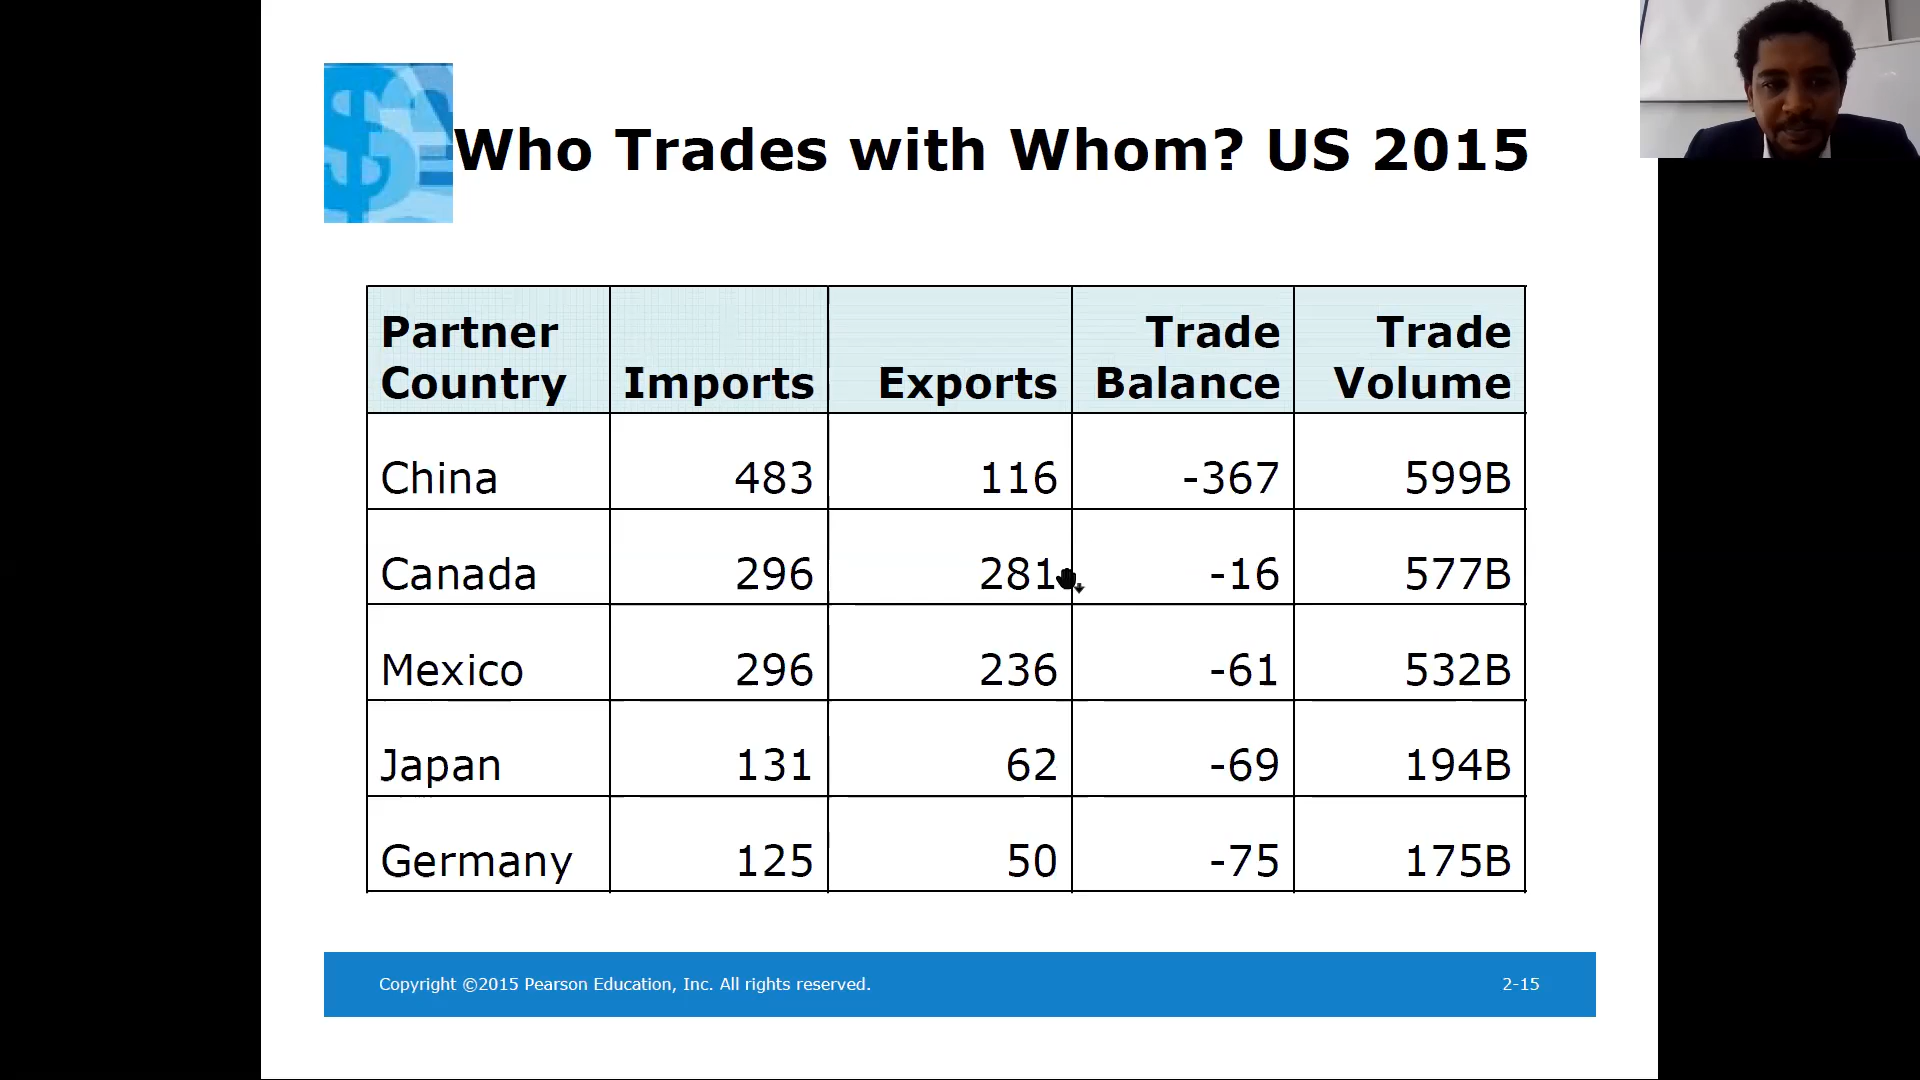 Who Trades with Whom? US 2015
Partner Country Imports Exports Trade Balance Trade Volume
China 483 116 -367 599B
Canada 296 281 -16 577B
Mexico 296 236 -61 532B
Japan 131 62 -69 194B
Germany 125 50 -75 175B
Copyright ©2015 Pearson Education, Inc. All rights reserved. 2-15